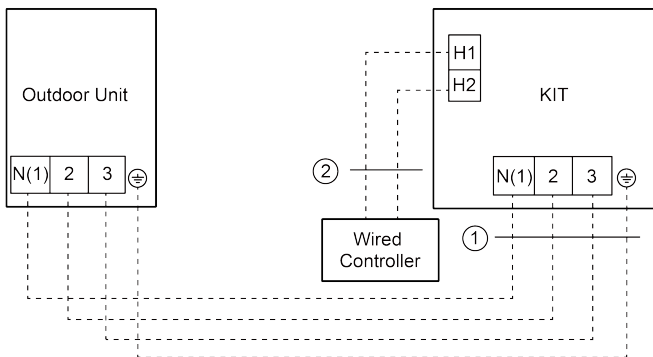 Outdoor Unit
N(1) 2 3
H1
H2
KIT
N(1) 2 3
2
Wired
Controller
1